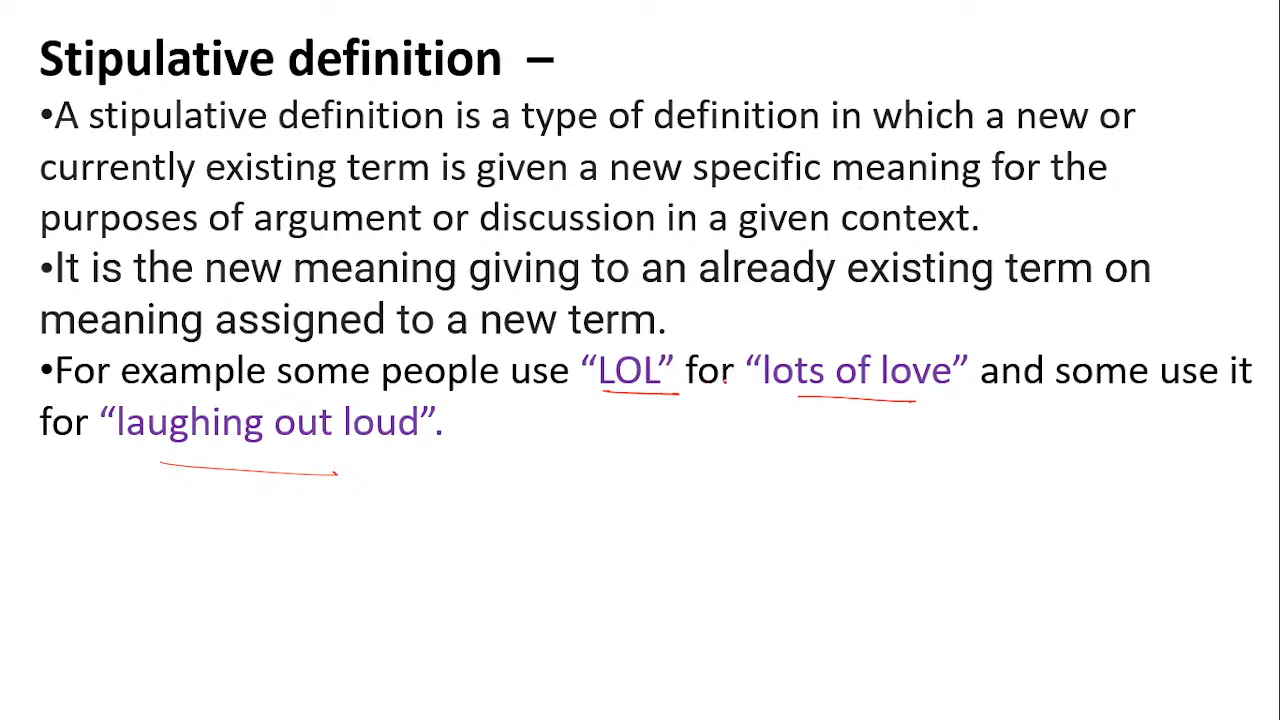 Stipulative definition –
•A stipulative definition is a type of definition in which a new or
currently existing term is given a new specific meaning for the
purposes of argument or discussion in a given context.
•It is the new meaning giving to an already existing term on
meaning assigned to a new term.
•For example some people use “LOL” for “lots of love” and some use it
for “laughing out loud”.